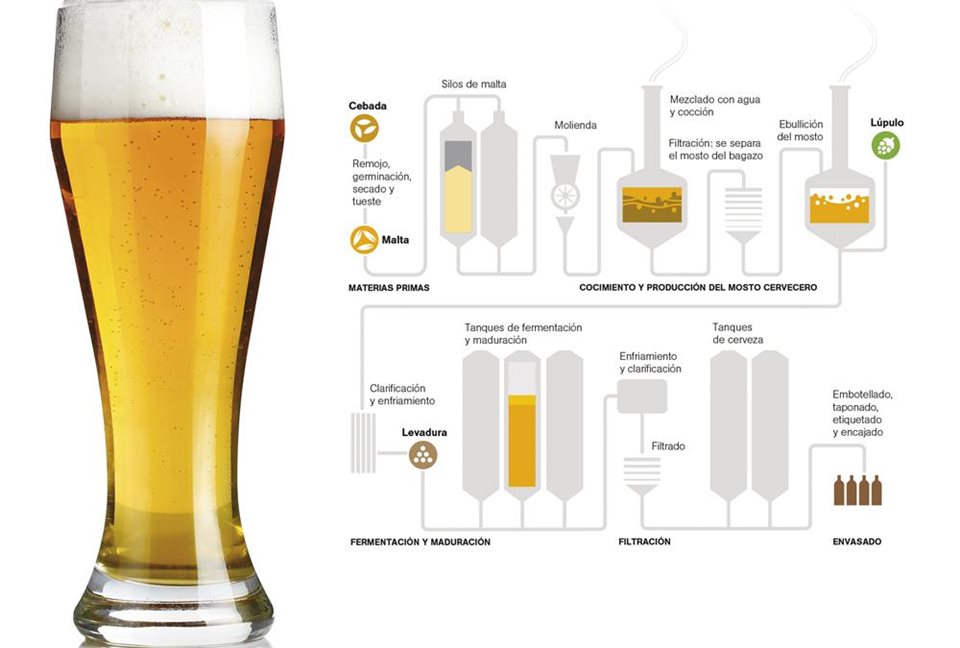 Silos de malta
Cebada
Remojo,
germinación,
secado y
tueste
Malta
MATERIAS PRIMAS
Molienda
Mezclado con agua
y cocción
Filtración: se separa
el mosto del bagazo
Ebullición
del mosto
Lúpulo
COCIMIENTO Y PRODUCCIÓN DEL MOSTO CERVECERO
Clarificación
y enfriamiento
Levadura
Tanques de fermentación
y maduración
FERMENTACIÓN Y MADURACIÓN
Enfriamiento
y clarificación
Filtrado
FILTRACIÓN
Tanques
de cerveza
Embotellado,
taponado,
etiquetado
y encajado
ENVASADO